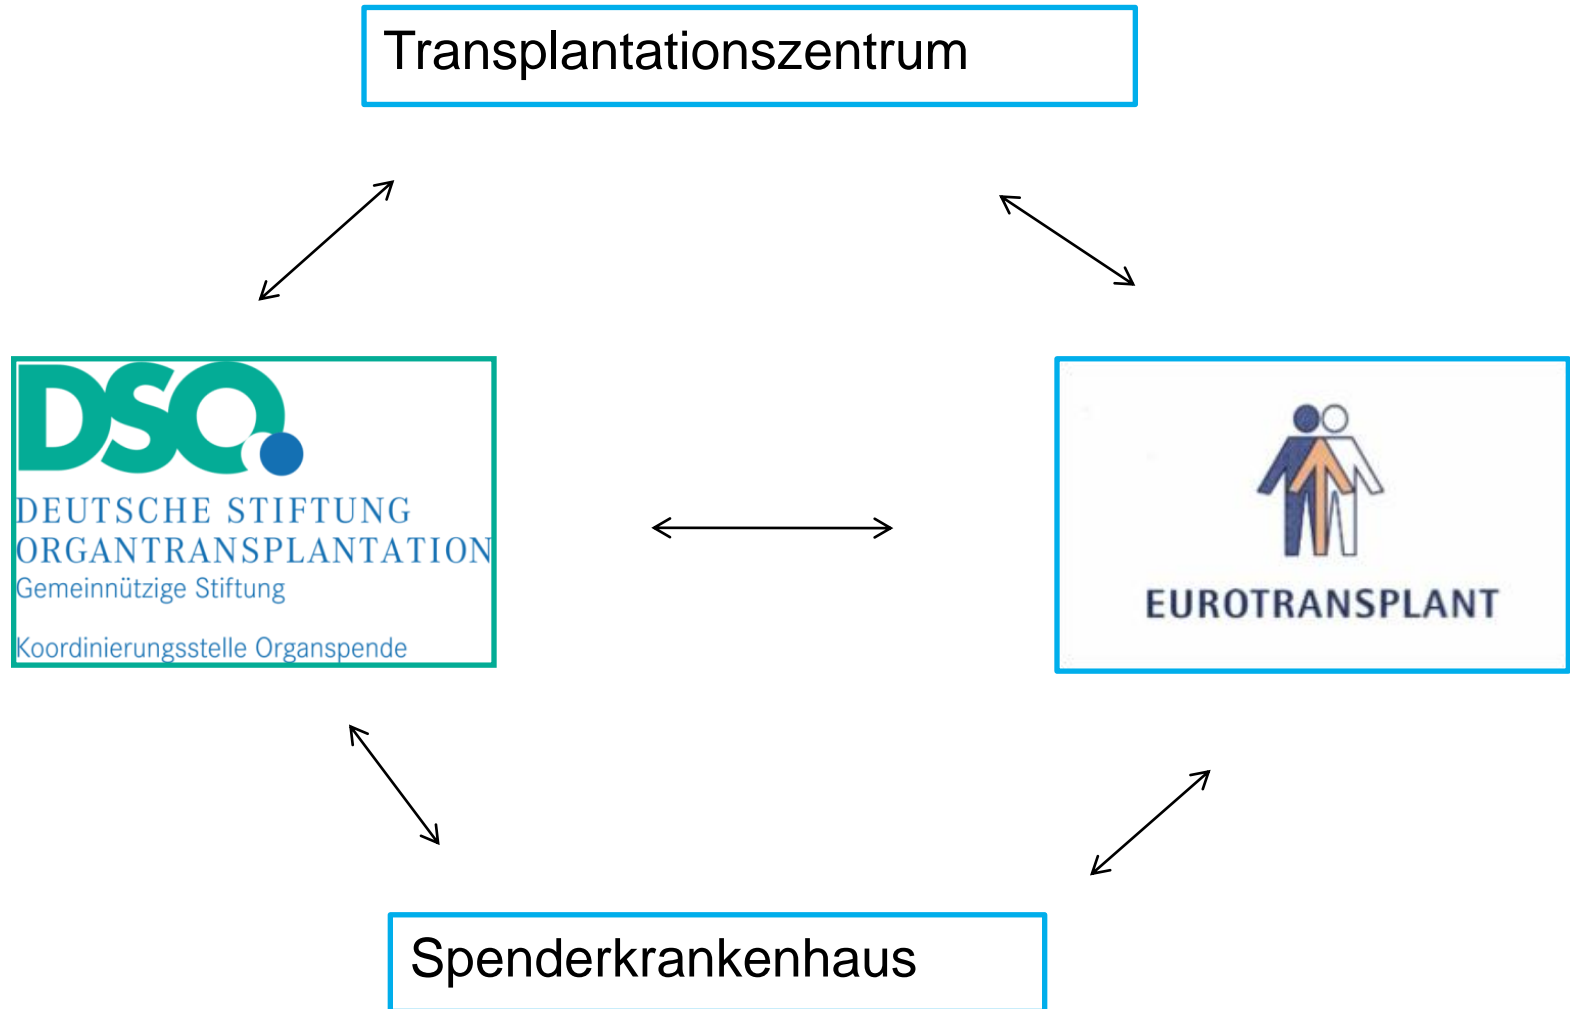 Transplantationszentrum
DSO
DEUTSCHE STIFTUNG
ORGANTRANSPLANTATION
Gemeinnützige Stiftung
Koordinierungsstelle Organspende
EUROTRANSPLANT
Spenderkrankenhaus